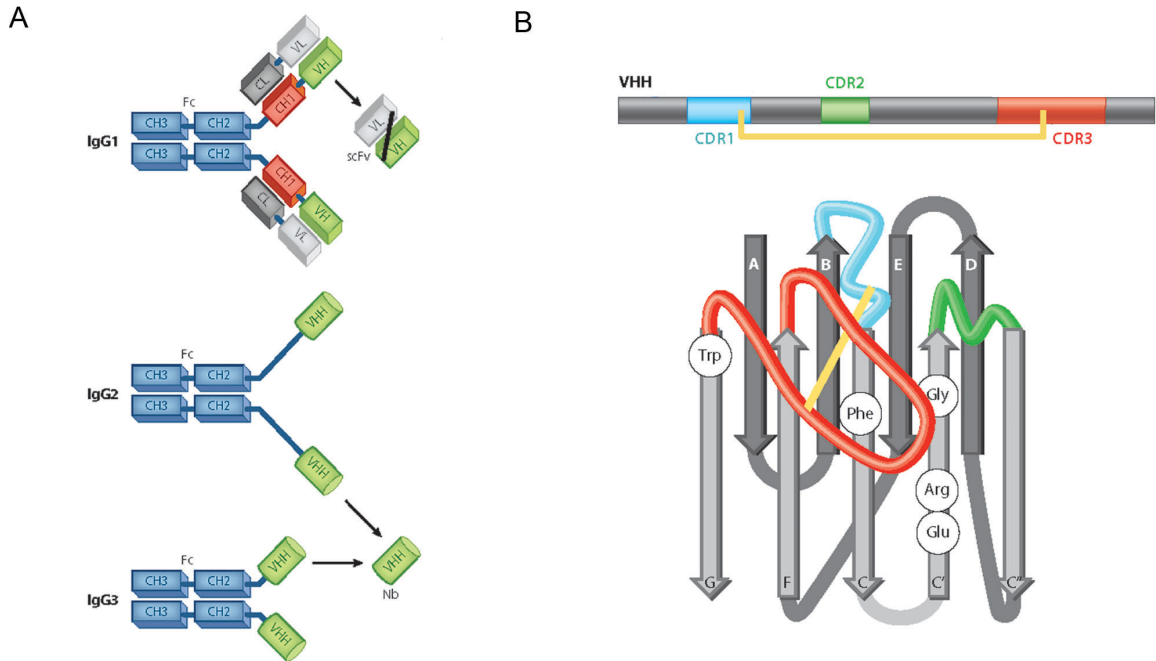 A
IgG1
Fc
CH3
CH2
CH3
CH2
CL
VL
CH1
VH
CH1
VH
CL
VL
VL
VH
scFv
IgG2
Fc
CH3
CH2
CH3
CH2
VHH
VHH
IgG3
Fc
CH3
CH2
CH3
CH2
VHH
VHH
VHH
Nb
B
VHH
CDR2
CDR1
CDR3
A
B
E
D
Trp
Phe
Gly
Arg
Glu
G
F
C
C'
C"